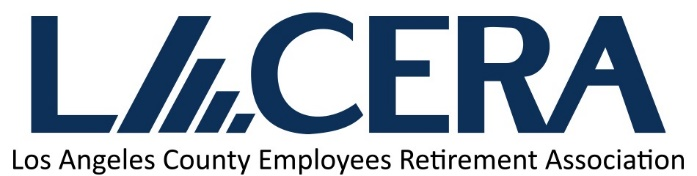 LACERA
Los Angeles County Employees Retirement Association